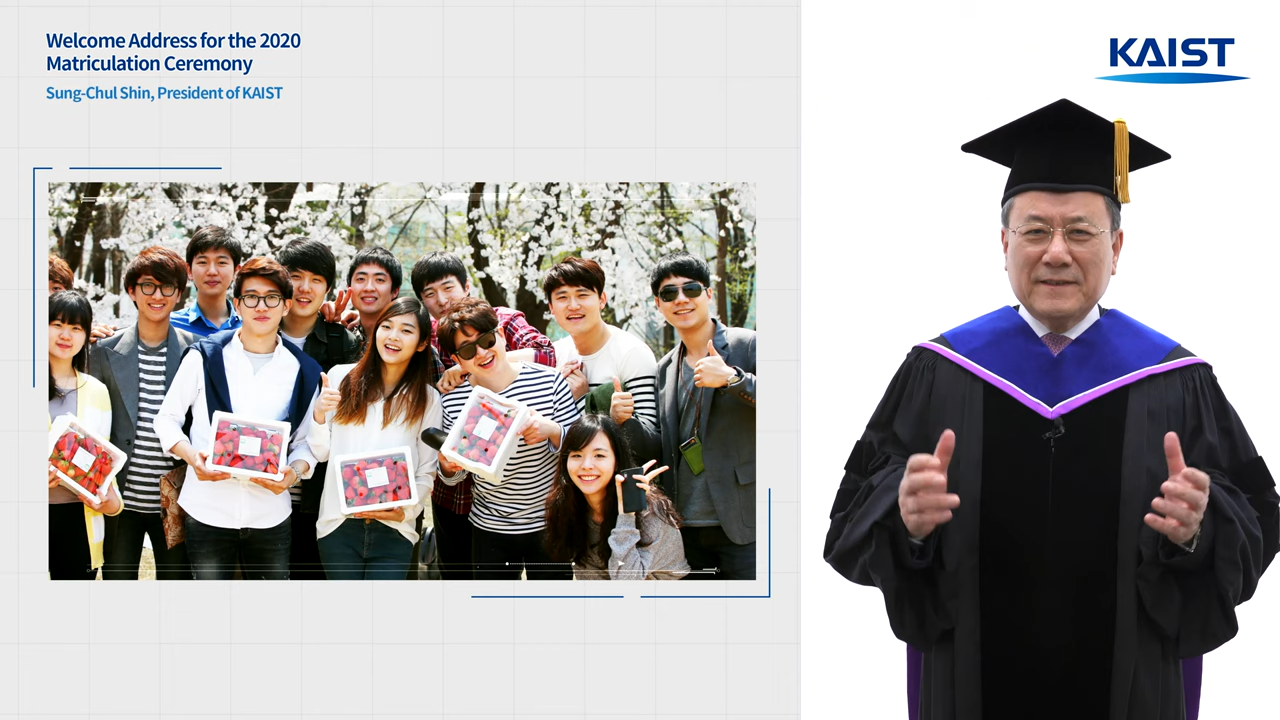 Welcome Address for the 2020
Matriculation Ceremony
Sung-Chul Shin, President of KAIST
KAIST